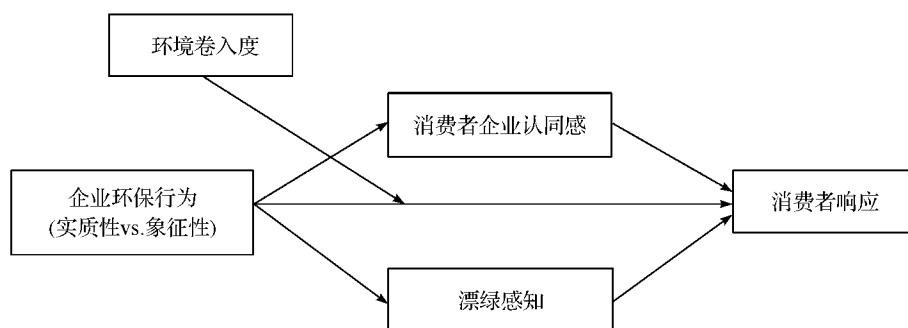 环境卷入度
消费者企业认同感
企业环保行为
(实质性vs.象征性)
消费者响应
漂绿感知